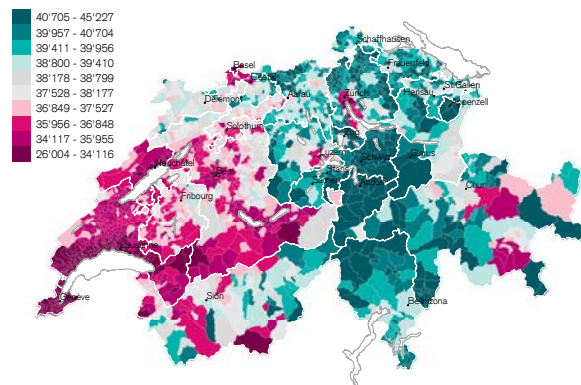 40'705 - 45'227
39'957 - 40'704
39'411 - 39'956
38'800 - 39'410
38'178 - 38'799
37'528 - 38'177
36'849 - 37'527
35'956 - 36'848
34'117 - 35'955
26'004 - 34'116
Schaffhausen
Frauenfeld
Basel
Liestal
St.Gallen
Herisau
Appenzell
Delémont
Aarau
Zürich
Solothurn
Zug
Luzern
Schwyz
Glarus
Neuchâtel
Bern
Stans
Sarnen
Altdorf
Chur
Fribourg
Lausanne
Sion
Genève
Bellinzona